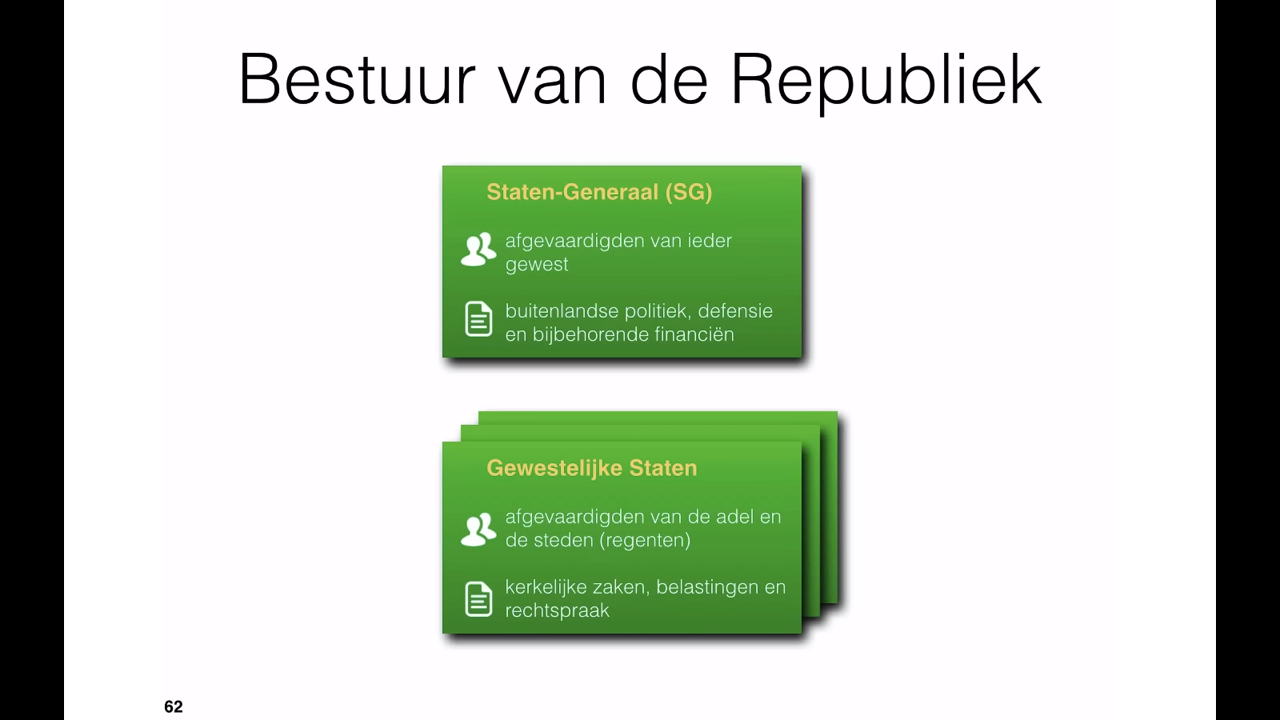 Bestuur van de Republiek
Staten-Generaal (SG)
afgevaardigden van ieder
gewest
buitenlandse politiek, defensie
en bijbehorende financiën
Gewestelijke Staten
afgevaardigden van de adel en
de steden (regenten)
kerkelijke zaken, belastingen en
rechtspraak
62